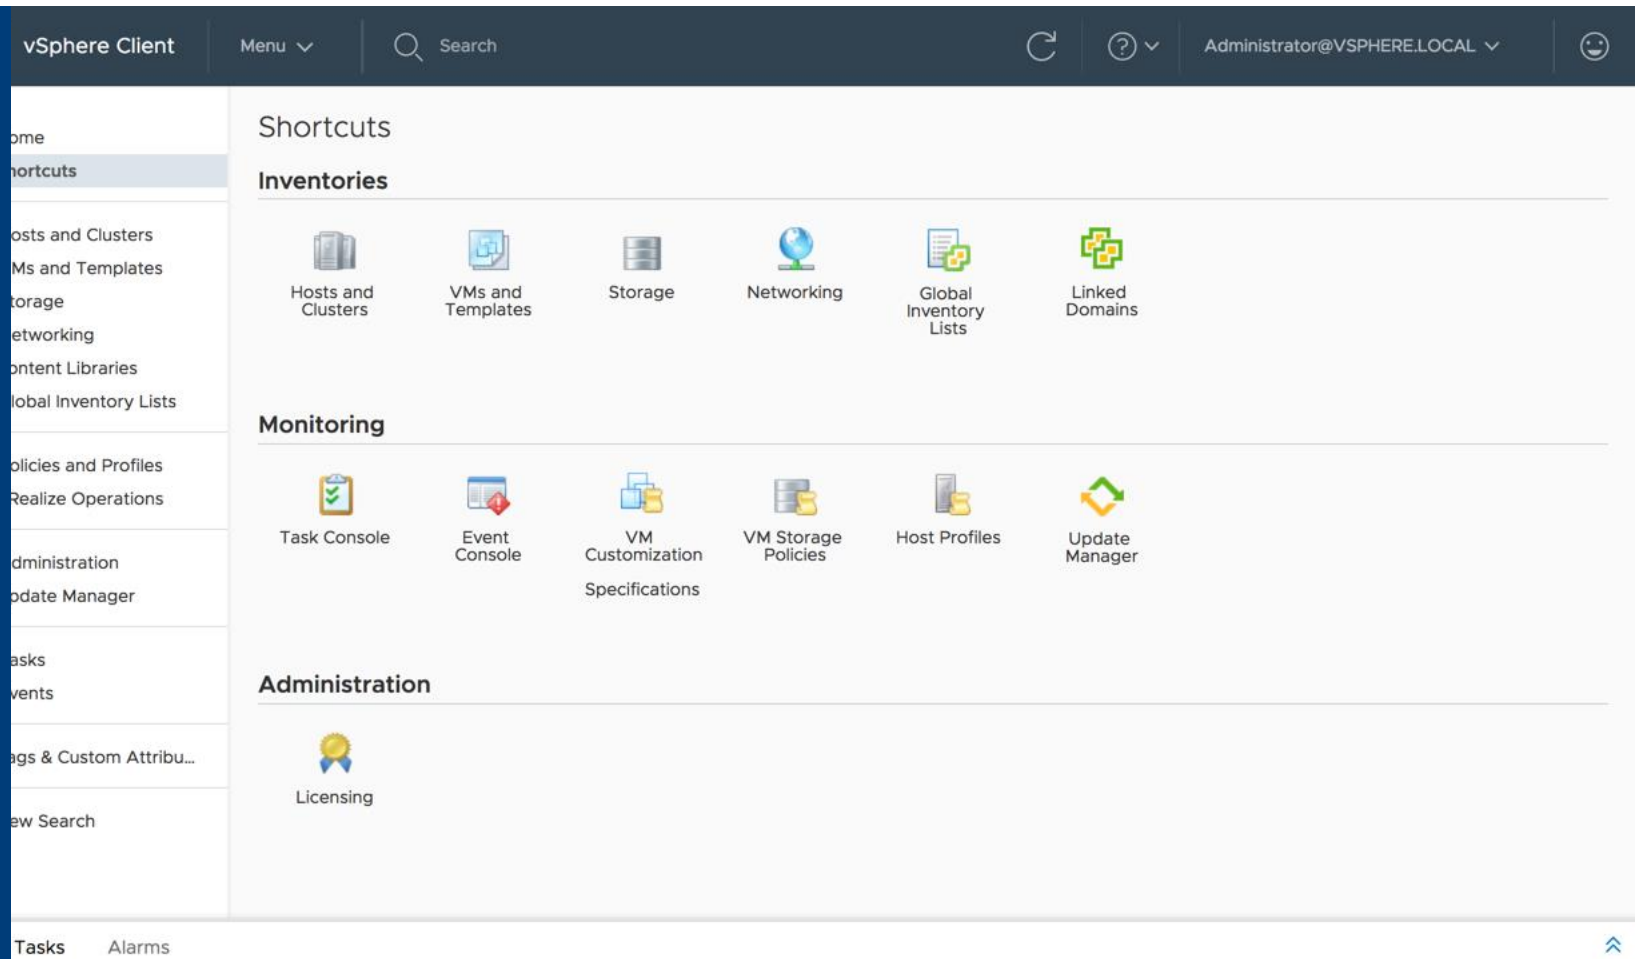 vSphere Client
Menu
Search
Administrator@VSPHERE.LOCAL
ome
hortcuts
osts and Clusters
Ms and Templates
torage
etworking
ontent Libraries
lobal Inventory Lists
olicies and Profiles
Realize Operations
dministration
pdate Manager
asks
vents
ags & Custom Attribu...
ew Search
Shortcuts
Inventories
Hosts and
Clusters
VMs and
Templates
Storage
Networking
Global
Inventory
Lists
Linked
Domains
Monitoring
Task Console
Event
Console
VM
Customization
Specifications
VM Storage
Policies
Host Profiles
Update
Manager
Administration
Licensing
Tasks
Alarms